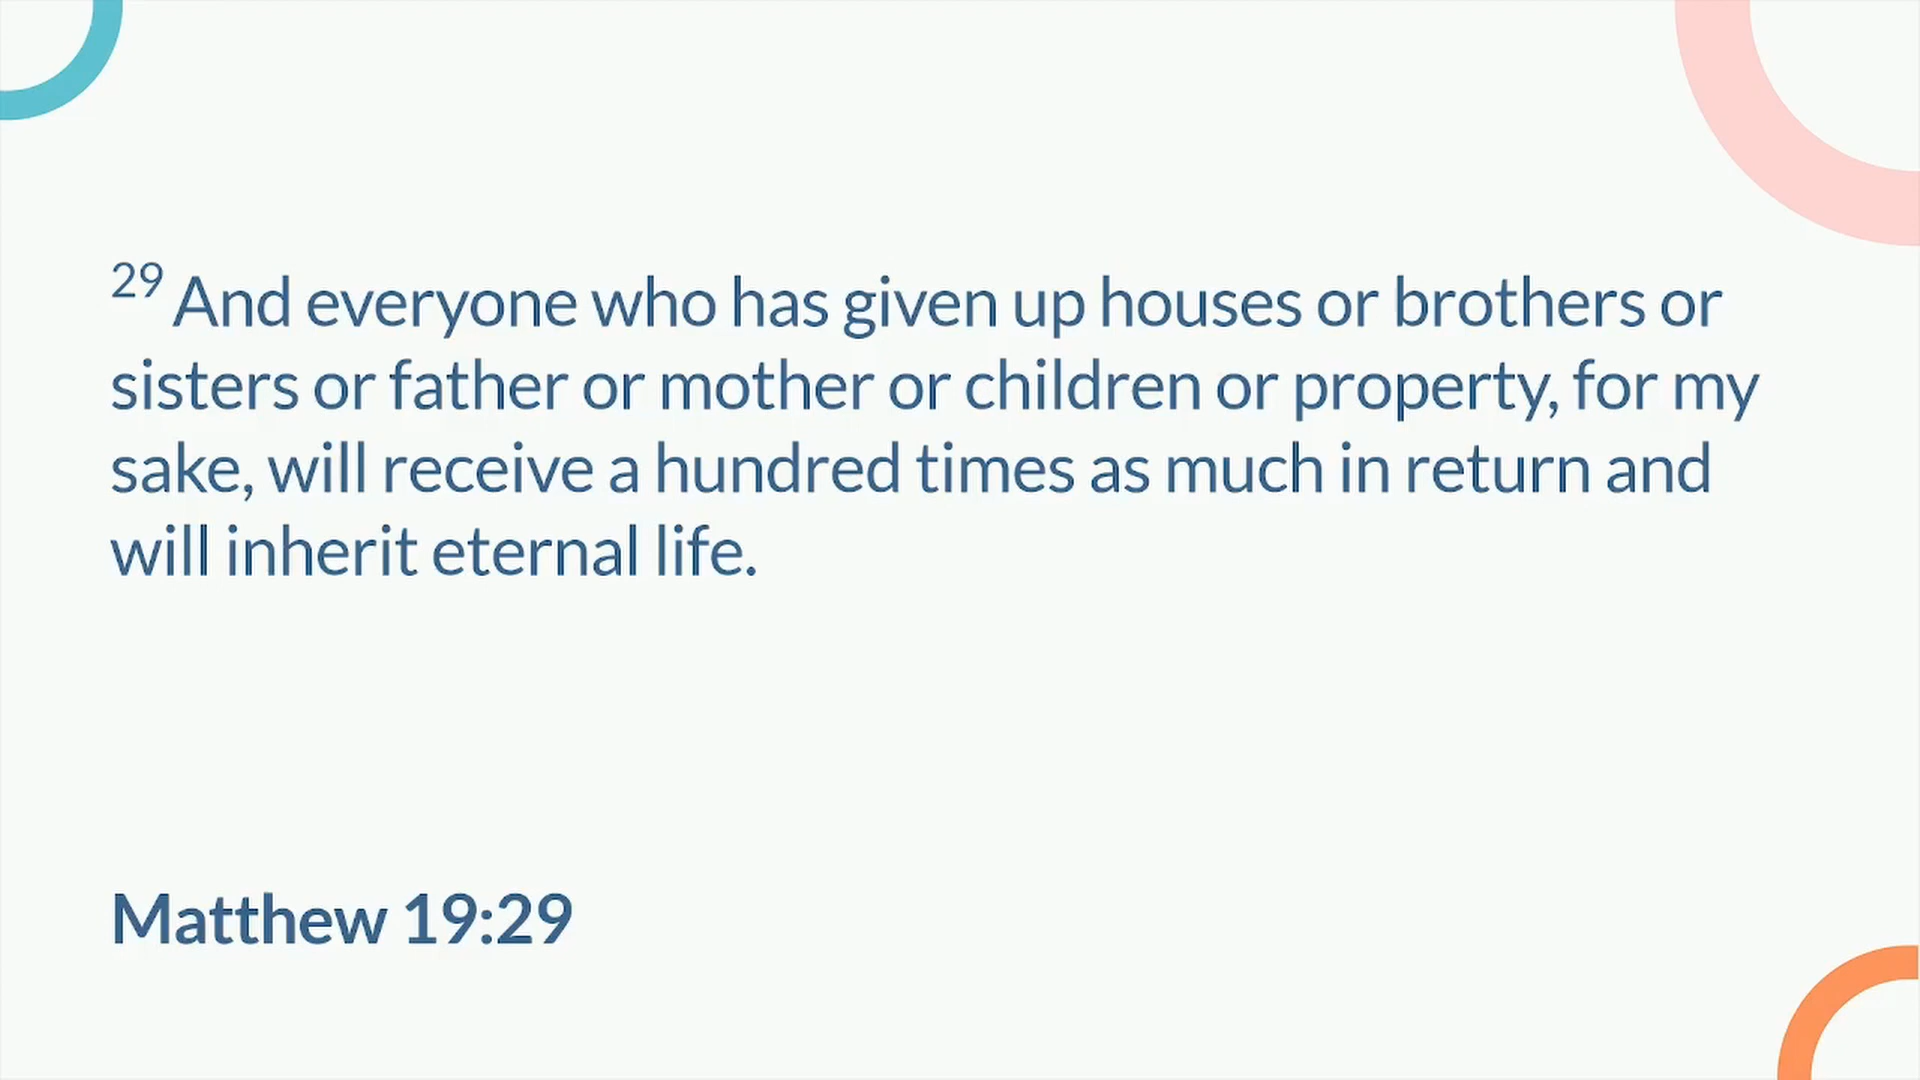 29 And everyone who has given up houses or brothers or
sisters or father or mother or children or property, for my
sake, will receive a hundred times as much in return and
will inherit eternal life.
Matthew 19:29